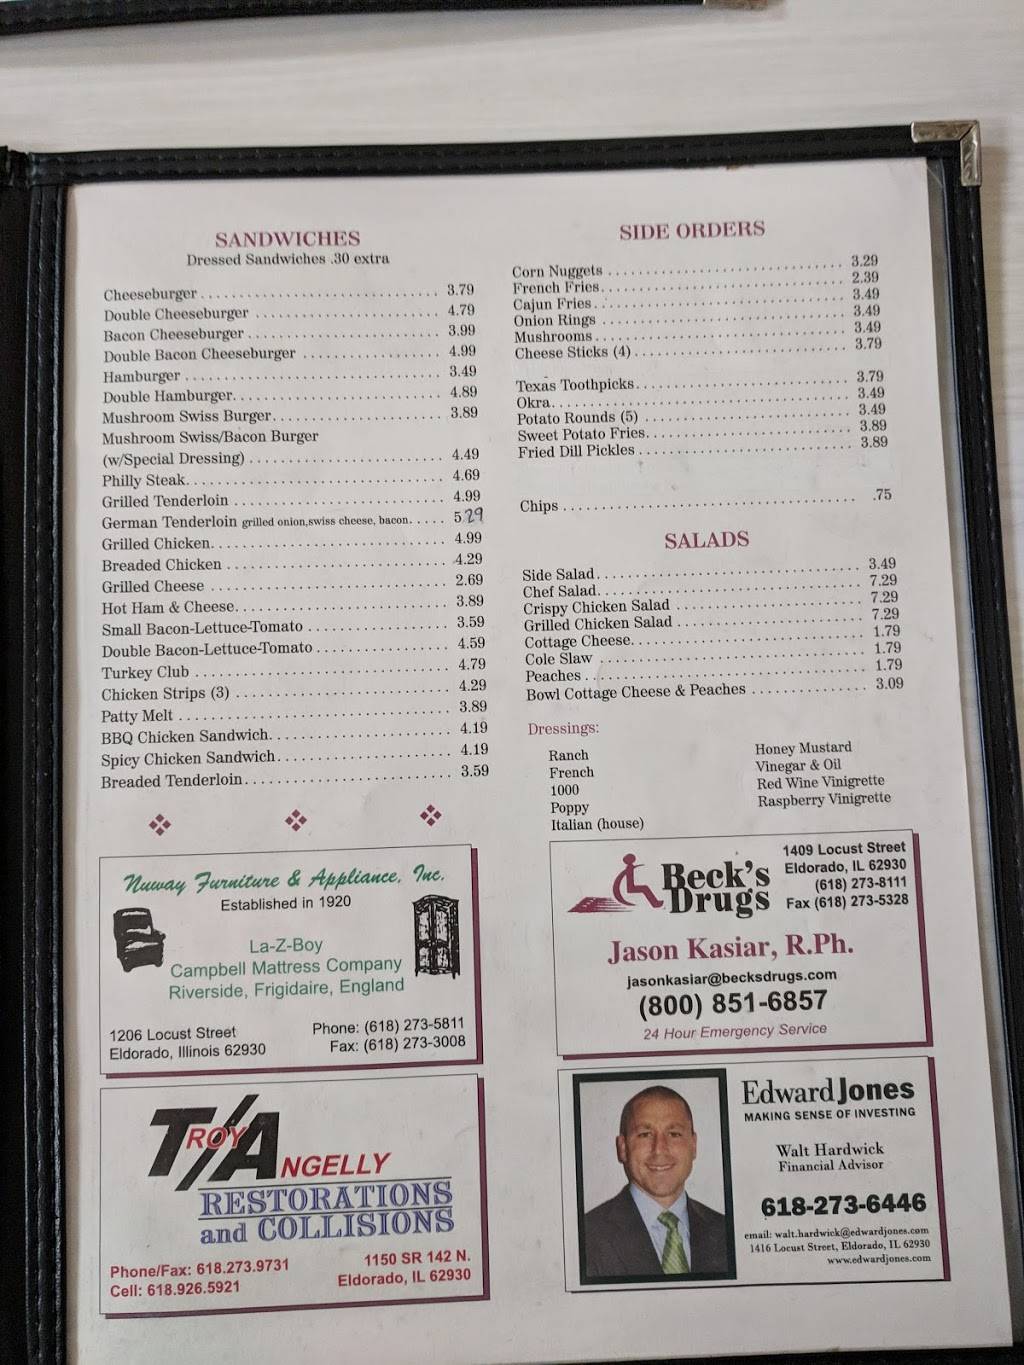 SANDWICHES
Dressed Sandwiches .30 extra
Cheeseburger 3.79
Double Cheeseburger 4.79
Bacon Cheeseburger 3.99
Double Bacon Cheeseburger 4.99
Hamburger 3.49
Double Hamburger 4.89
Mushroom Swiss Burger 3.89
Mushroom Swiss/Bacon Burger
(w/Special Dressing) 4.49
Philly Steak 4.69
Grilled Tenderloin 4.99
German Tenderloin grilled onion,swiss cheese, bacon 5.29
Grilled Chicken 4.99
Breaded Chicken 4.29
Grilled Cheese 2.69
Hot Ham & Cheese 3.89
Small Bacon-Lettuce-Tomato 3.59
Double Bacon-Lettuce-Tomato 4.59
Turkey Club 4.79
Chicken Strips (3) 4.29
Patty Melt 3.89
BBQ Chicken Sandwich 4.19
Spicy Chicken Sandwich 4.19
Breaded Tenderloin 3.59
SIDE ORDERS
Corn Nuggets 3.29
French Fries 2.39
Cajun Fries 3.49
Onion Rings 3.49
Mushrooms 3.49
Cheese Sticks (4) 3.79
Texas Toothpicks 3.79
Okra 3.49
Potato Rounds (5) 3.49
Sweet Potato Fries 3.89
Fried Dill Pickles 3.89
Chips .75
SALADS
Side Salad 3.49
Chef Salad 7.29
Crispy Chicken Salad 7.29
Grilled Chicken Salad 7.29
Cottage Cheese 1.79
Cole Slaw 1.79
Peaches 1.79
Bowl Cottage Cheese & Peaches 3.09
Dressings:
Ranch
French
1000
Poppy
Italian (house)
Honey Mustard
Vinegar & Oil
Red Wine Vinigrette
Raspberry Vinigrette
Nuway Furniture & Appliance, Inc.
Established in 1920
La-Z-Boy
Campbell Mattress Company
Riverside, Frigidaire, England
1206 Locust Street
Eldorado, Illinois 62930
Phone: (618) 273-5811
Fax: (618) 273-3008
Beck's
Drugs
1409 Locust Street
Eldorado, IL 62930
(618) 273-8111
Fax (618) 273-5328
Jason Kasiar, R.Ph.
jasonkasiar@becksdrugs.com
(800) 851-6857
24 Hour Emergency Service
TROY/ANGELLY
RESTORATIONS
and COLLISIONS
Phone/Fax: 618.273.9731
Cell: 618.926.5921
1150 SR 142 N.
Eldorado, IL 62930
Edward Jones
MAKING SENSE OF INVESTING
Walt Hardwick
Financial Advisor
618-273-6446
email: walt.hardwick@edwardjones.com
1416 Locust Street, Eldorado, IL 62930
www.edwardjones.com